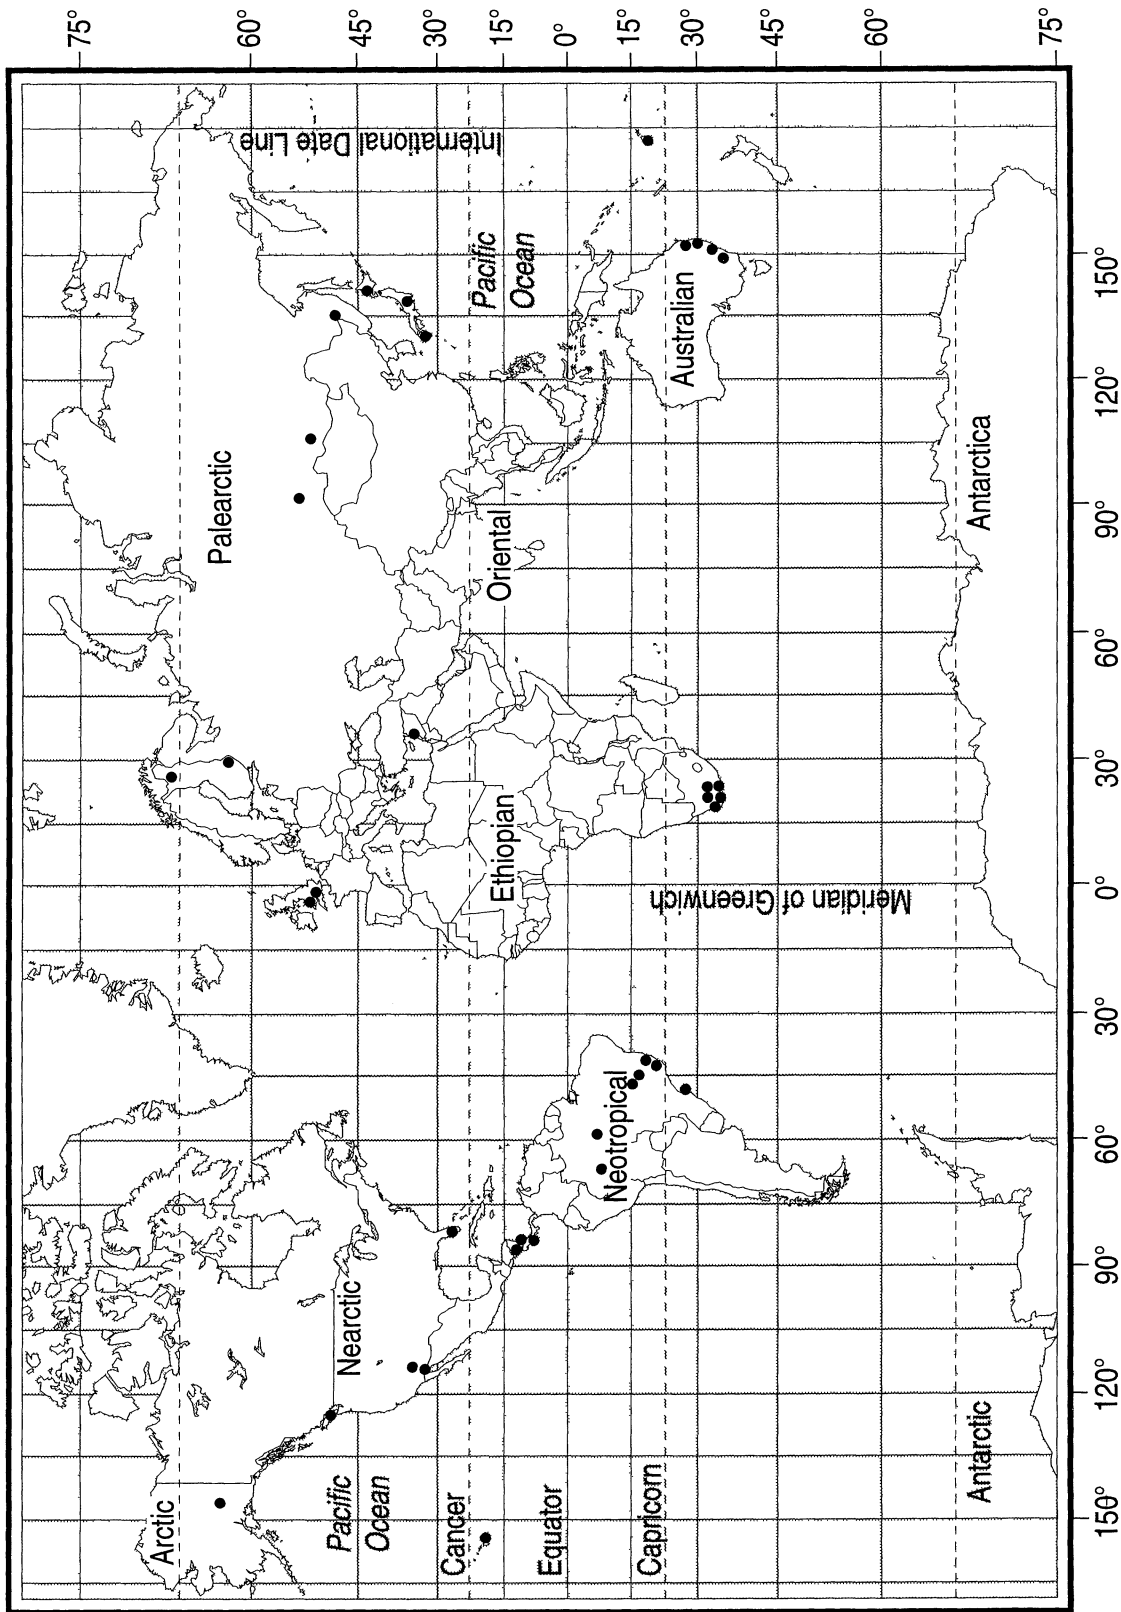 75°
60°
45°
30°
15°
0°
15°
30°
45°
60°
75°
Arctic
Palearctic
Nearctic
International Date Line
Pacific
Ocean
Pacific
Ocean
Cancer
Oriental
Ethiopian
Equator
Neotropical
Australian
Capricorn
Meridian of Greenwich
Antarctic
Antarctica
150°
120°
90°
60°
30°
0°
30°
60°
90°
120°
150°